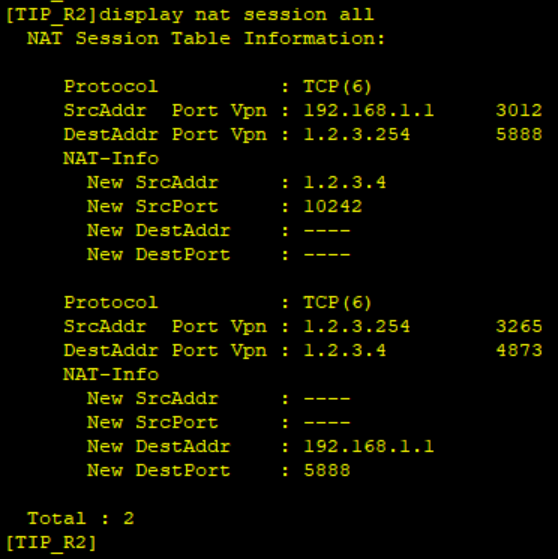 [TIP_R2]display nat session all
NAT Session Table Information:
Protocol : TCP(6)
SrcAddr Port Vpn : 192.168.1.1 3012
DestAddr Port Vpn : 1.2.3.254 5888
NAT-Info
New SrcAddr : 1.2.3.4
New SrcPort : 10242
New DestAddr : ----
New DestPort : ----
Protocol : TCP(6)
SrcAddr Port Vpn : 1.2.3.254 3265
DestAddr Port Vpn : 1.2.3.4 4873
NAT-Info
New SrcAddr : ----
New SrcPort : ----
New DestAddr : 192.168.1.1
New DestPort : 5888
Total : 2
[TIP_R2]